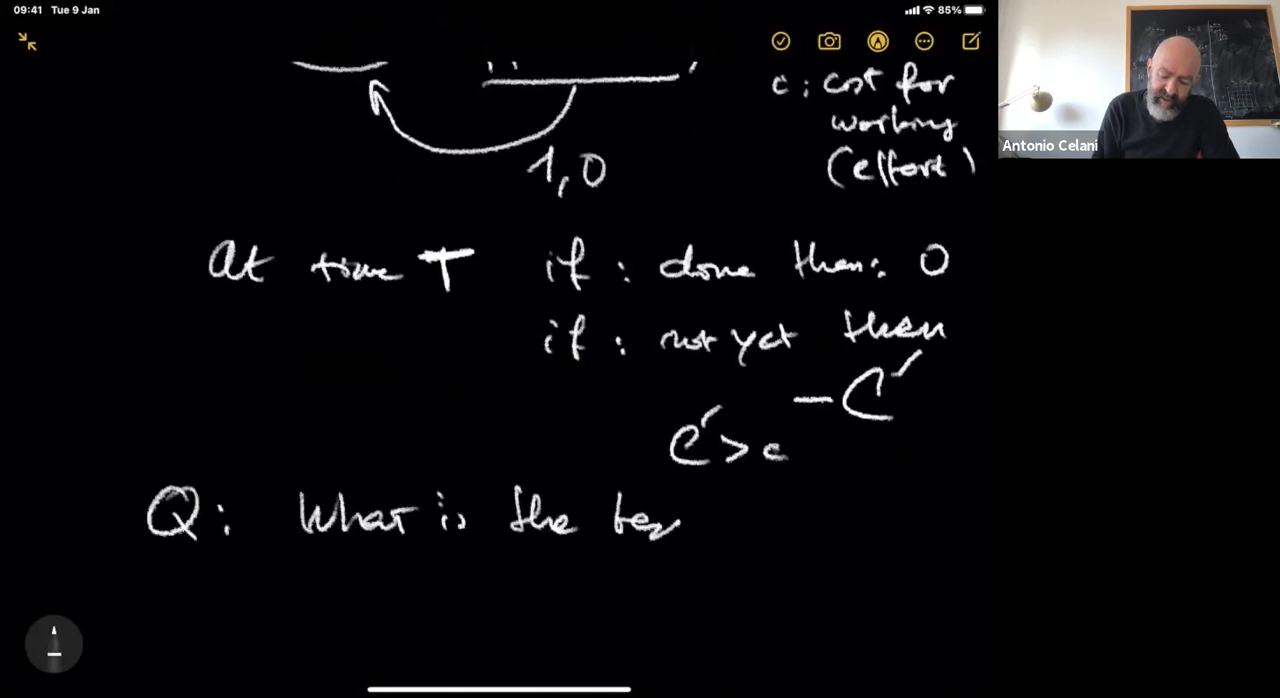 09:41 Tue 9 Jan
85%
Antonio Celani
c : cost for
working
(effort)
1,0
At time T if : done then: 0
if : not yet then
-C'
C' > c
Q: What is the bes